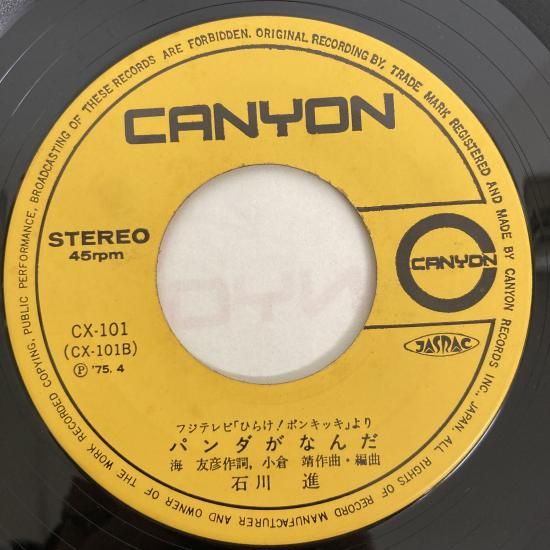 BROADCASTING OF THESE RECORDS ARE FORBIDDEN. ORIGINAL RECORDING BY, TRADE MARK REGISTERED AND MADE BY CANYON RECORDS INC., JAPAN. ALL RIGHTS OF RECORD MANUFACTURER AND OWNER OF THE WORK RECORDED COPYING, PUBLIC PERFORMANCE,
CANYON
STEREO
45rpm
CANYON
CX-101
(CX-101B)
Ⓟ '75. 4
JASRAC
フジテレビ「ひらけ!ポンキッキ」より
パンダがなんだ
海 友彦作詞, 小倉 靖作曲・編曲
石川 進